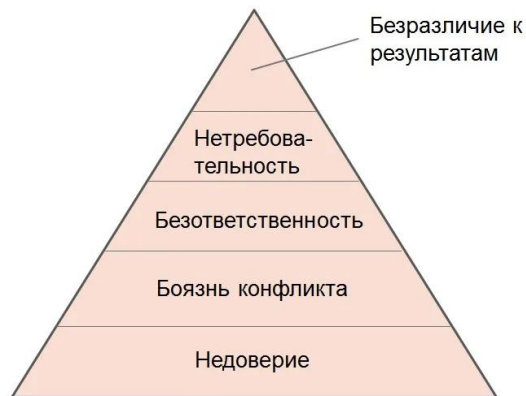 Безразличие к
результатам
Нетребова-
тельность
Безответственность
Боязнь конфликта
Недоверие